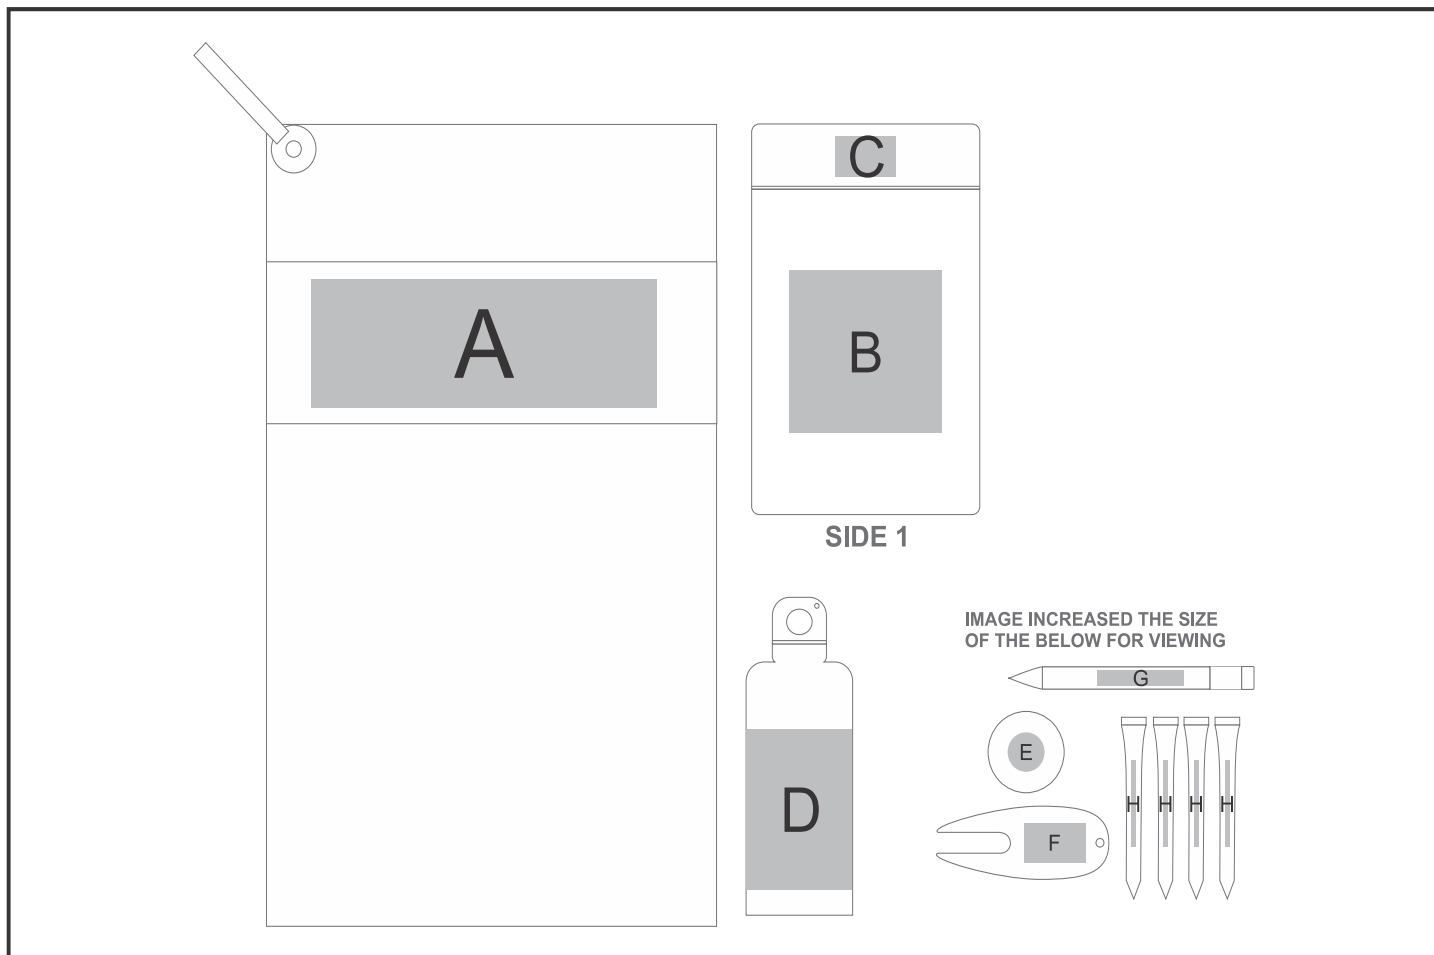 A
C
B
SIDE 1
D
IMAGE INCREASED THE SIZE
OF THE BELOW FOR VIEWING
G
E
F
H H H H